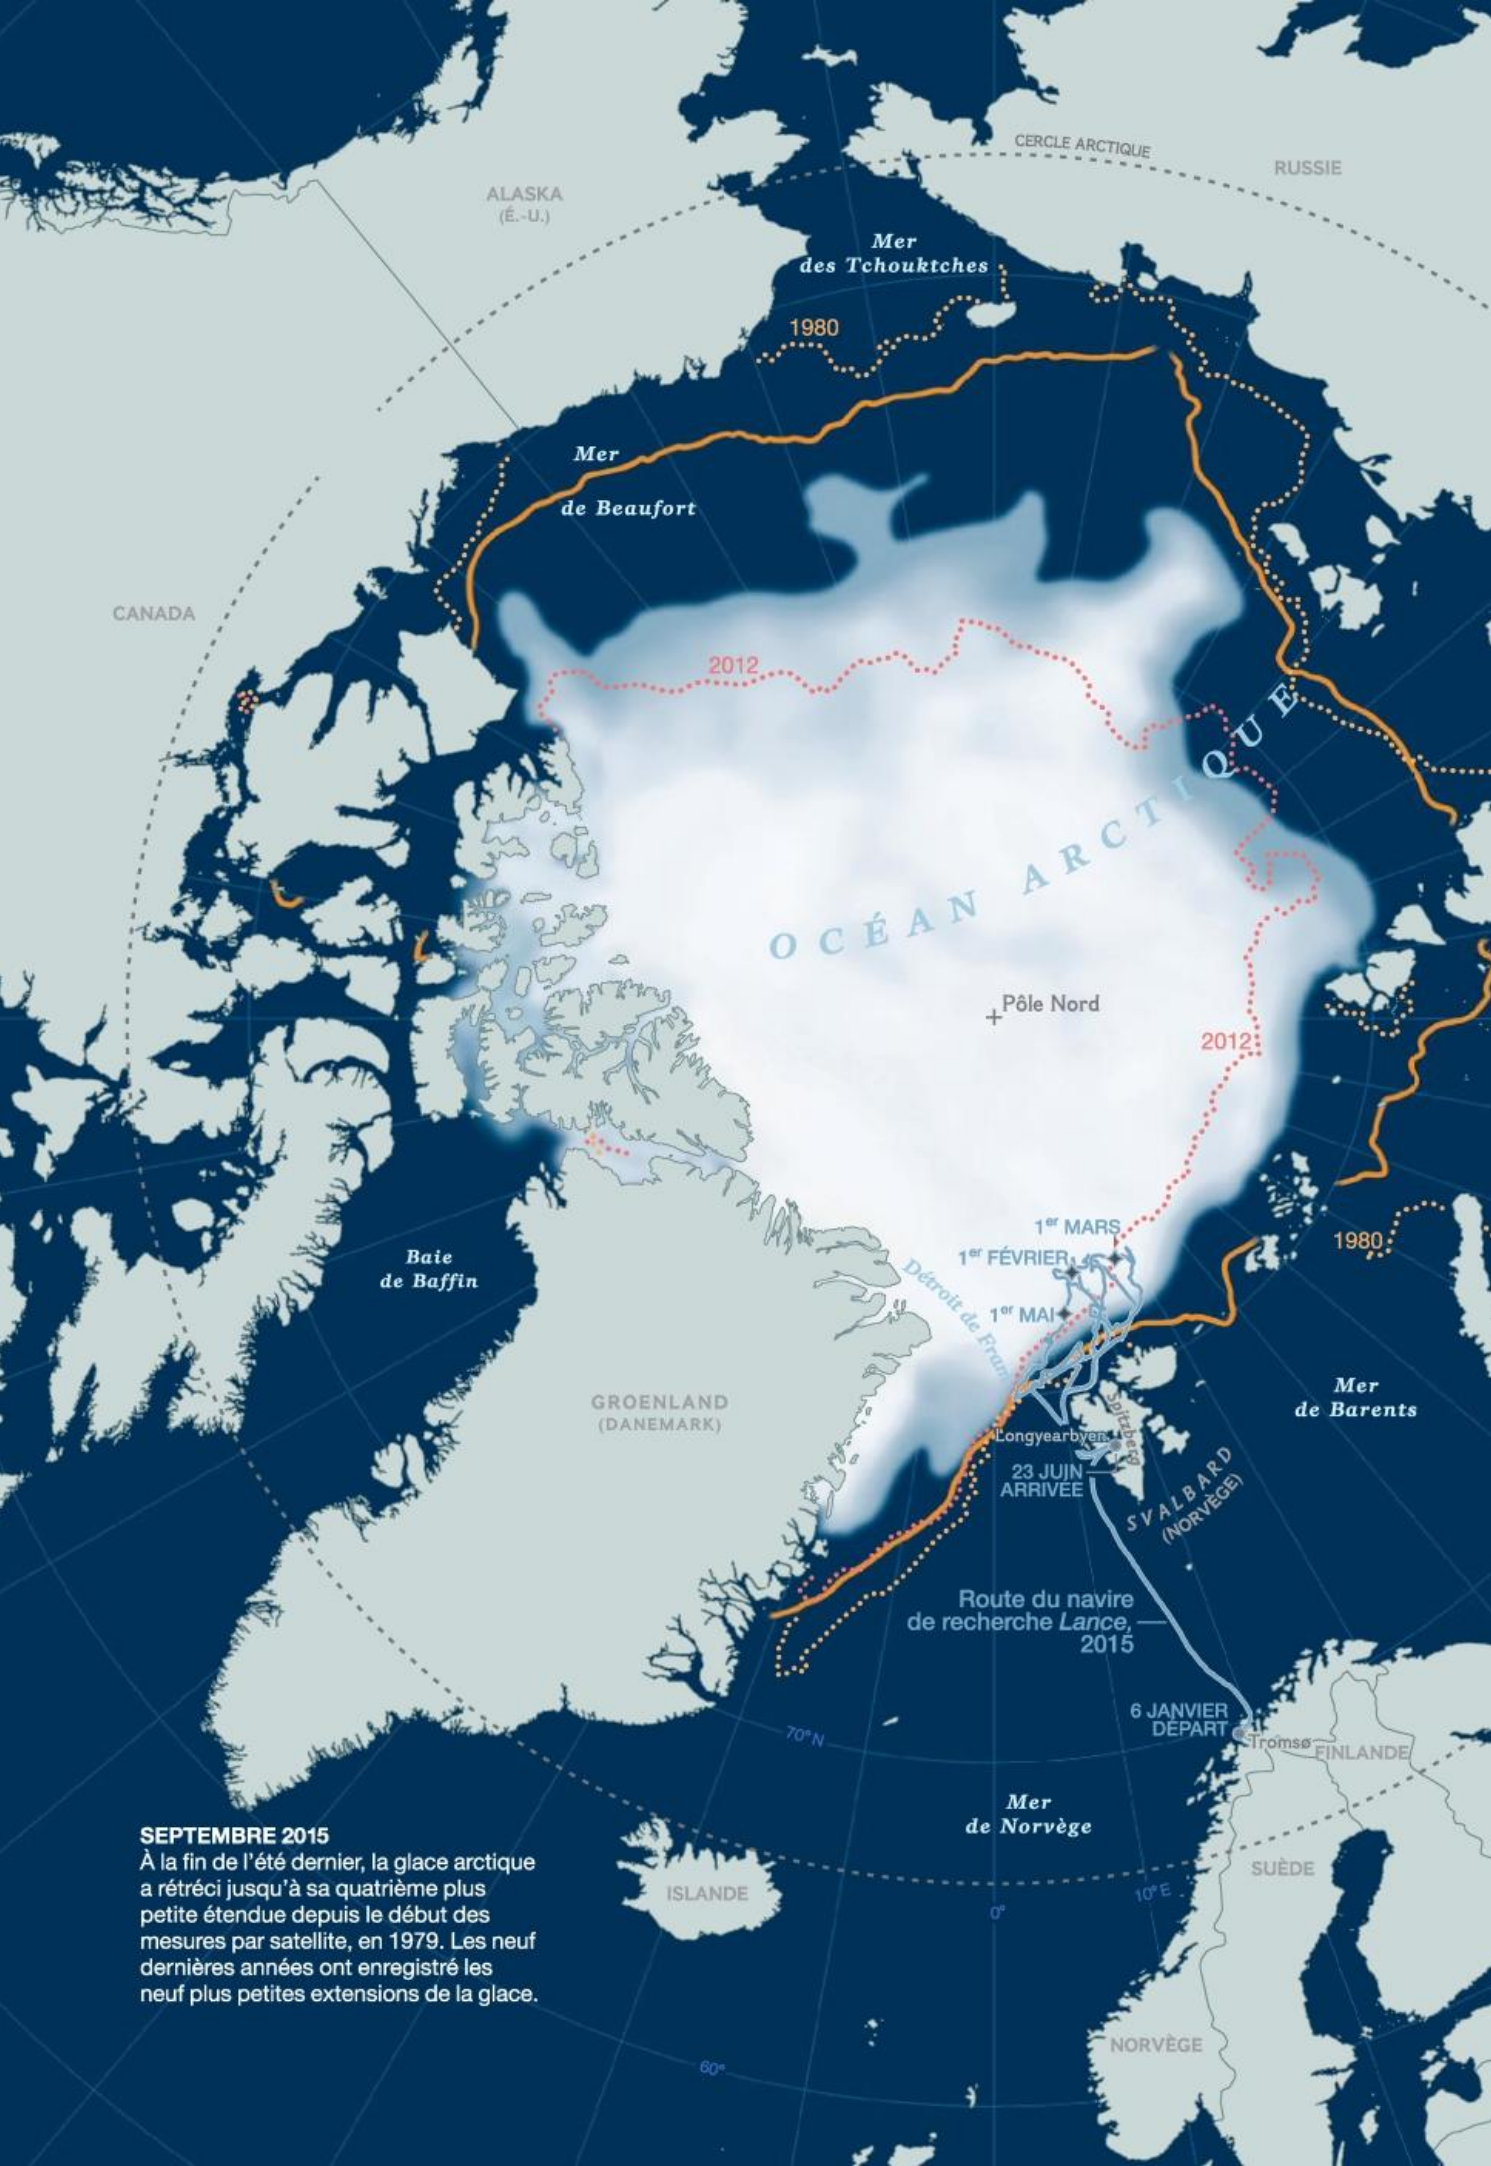 CERCLE ARCTIQUE
RUSSIE
ALASKA
(É.-U.)
Mer
des Tchouktches
1980
Mer
de Beaufort
CANADA
2012
OCÉAN ARCTIQUE
Pôle Nord
2012
1er MARS
1er FÉVRIER
1980
Baie
de Baffin
Détroit de Fram
1er MAI
Mer
de Barents
GROENLAND
(DANEMARK)
Spitzberg
Longyearbyen
23 JUIN
ARRIVÉE
SVALBARD
(NORVÈGE)
Route du navire
de recherche Lance,
2015
6 JANVIER
DÉPART
Tromsø
FINLANDE
70°N
Mer
de Norvège
SEPTEMBRE 2015
À la fin de l'été dernier, la glace arctique
a rétréci jusqu'à sa quatrième plus
petite étendue depuis le début des
mesures par satellite, en 1979. Les neuf
dernières années ont enregistré les
neuf plus petites extensions de la glace.
ISLANDE
SUÈDE
10°E
0°
NORVÈGE
60°